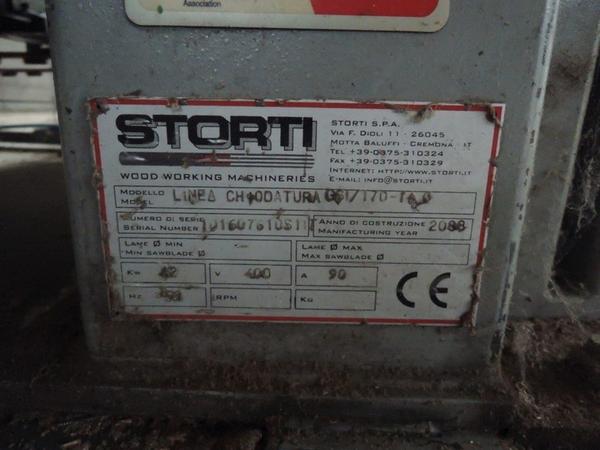 Association
STORTI
WOOD WORKING MACHINERIES
STORTI S.P.A.
VIA F. DIOLI 11 - 26045
MOTTA BALUFFI - CREMONA - IT
TEL +39-0375-310324
FAX +39-0375-310329
INTERNET: HTTP://WWW.STORTI.IT
E-MAIL: INFO@STORTI.IT
MODELLO
MODEL
LINEA CHIODATURA
NUMERO DI SERIE
SERIAL NUMBER
ANNO DI COSTRUZIONE
MANIFACTURING YEAR
LAME Ø MIN
MIN SAWBLADE Ø
LAME Ø MAX
MAX SAWBLADE Ø
KW 42 V 400 A 90
HZ RPM KG
CE